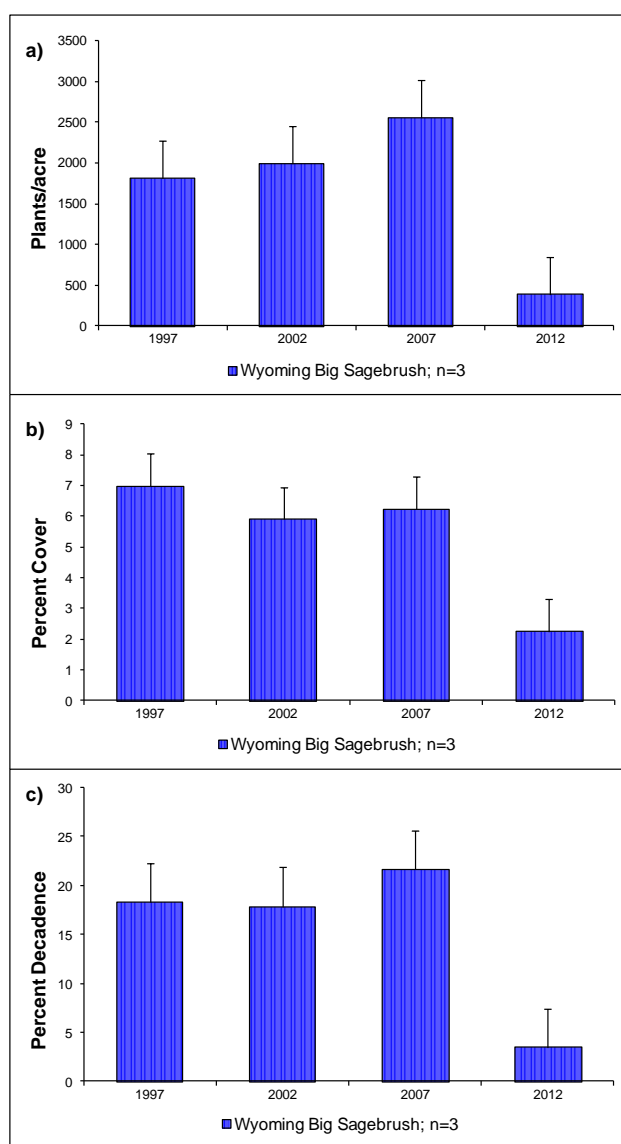 a)
Plants/acre
3500
3000
2500
2000
1500
1000
500
0
1997 2002 2007 2012
Wyoming Big Sagebrush; n=3
b)
Percent Cover
9
8
7
6
5
4
3
2
1
0
1997 2002 2007 2012
Wyoming Big Sagebrush; n=3
c)
Percent Decadence
30
25
20
15
10
5
0
1997 2002 2007 2012
Wyoming Big Sagebrush; n=3